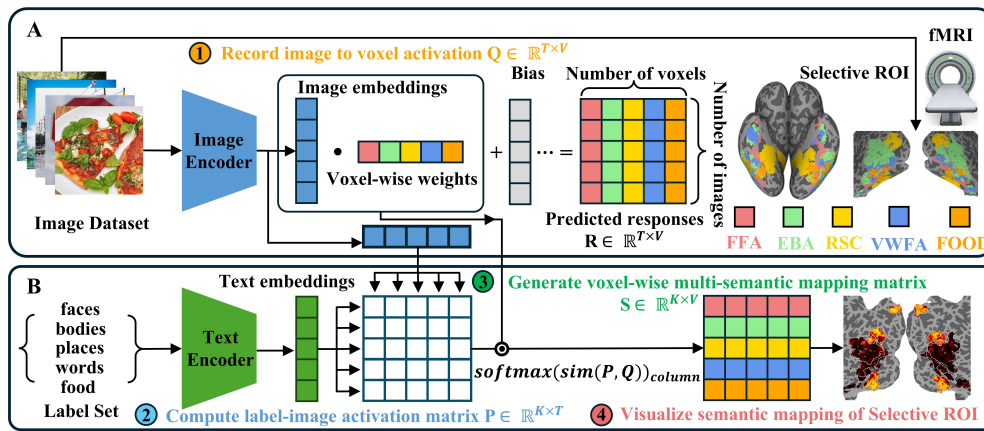 A
① Record image to voxel activation Q ∈ ℝ^{T×V}
fMRI
Image embeddings
Bias
Number of voxels
Selective ROI
Image
Encoder
•
+
... =
Number of images
Voxel-wise weights
Image Dataset
Predicted responses
R ∈ ℝ^{T×V}
FFA
EBA
RSC
VWFA
FOOD
B
Text embeddings
③ Generate voxel-wise multi-semantic mapping matrix
S ∈ ℝ^{K×V}
faces
bodies
places
words
food
Text
Encoder
softmax(sim(P,Q))_{column}
Label Set
② Compute label-image activation matrix P ∈ ℝ^{K×T}
④ Visualize semantic mapping of Selective ROI